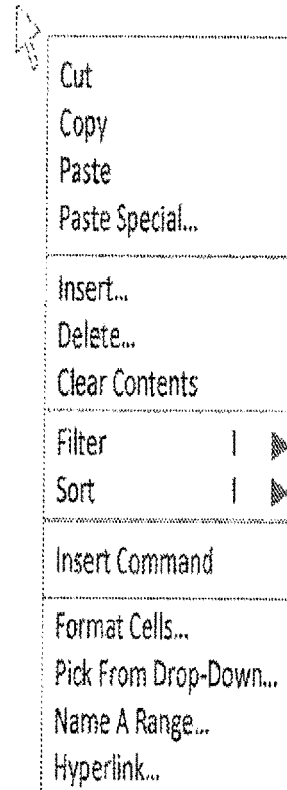 Cut
Copy
Paste
Paste Special...
Insert...
Delete...
Clear Contents
Filter
Sort
Insert Command
Format Cells...
Pick From Drop-Down...
Name A Range...
Hyperlink...